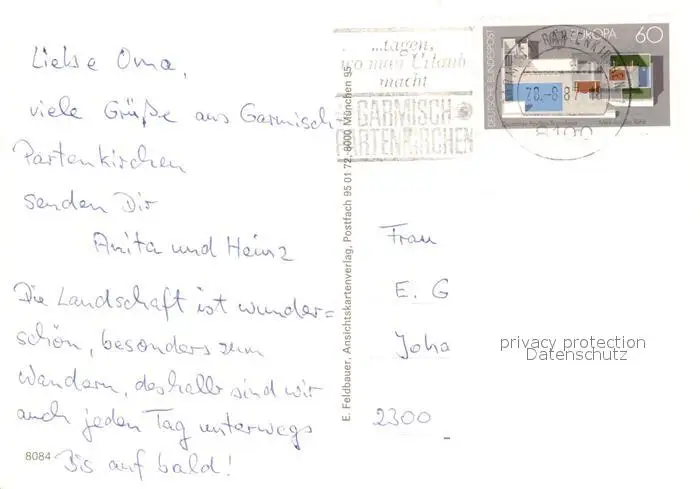 Liebe Oma,
viele Grüße aus Garmisch-
Partenkirchen
senden Dir
Anita und Heinz
Die Landschaft ist wunder=
schön, besonders zum
Wandern, deshalb sind wir
auch jeden Tag unterwegs
Bis auf bald!
8084
E. Feldbauer, Ansichtskartenverlag, Postfach 95 01 72, 8000 München 95
...tagen,
wo man Urlaub
macht
GARMISCH
PARTENKIRCHEN
DEUTSCHE BUNDESPOST
EUROPA 60
8100
Frau
E. G
Joha
2300
privacy protection
Datenschutz